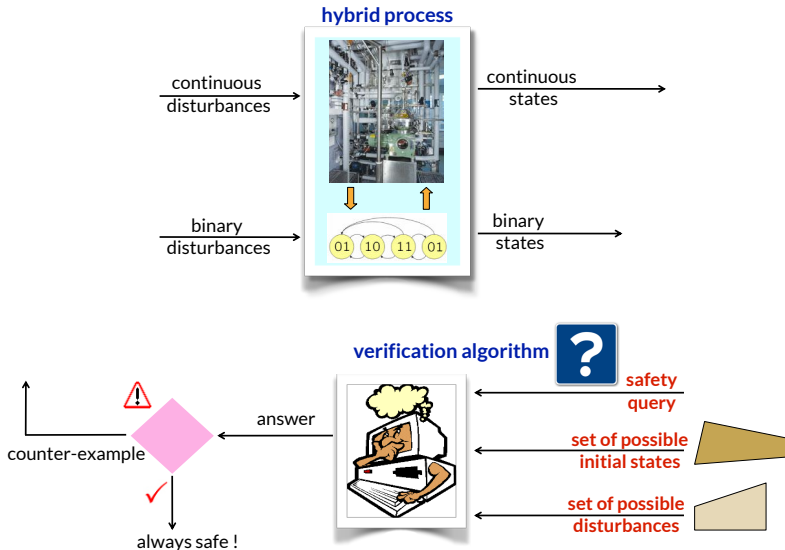 hybrid process
continuous
disturbances
continuous
states
binary
disturbances
binary
states
01 10 11 01
verification algorithm
?
safety
query
answer
set of possible
initial states
counter-example
set of possible
disturbances
always safe !